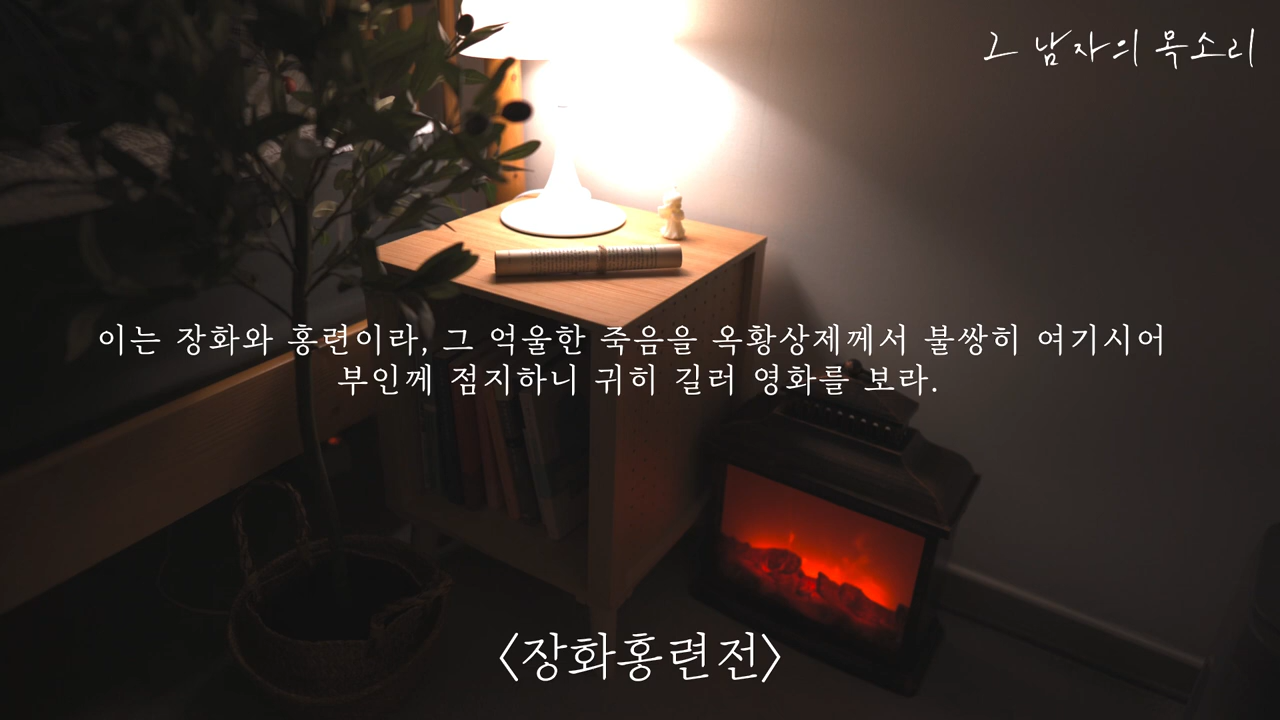 그 남자의 목소리
이는 장화와 홍련이라, 그 억울한 죽음을 옥황상제께서 불쌍히 여기시어
부인께 점지하니 귀히 길러 영화를 보라.
<장화홍련전>